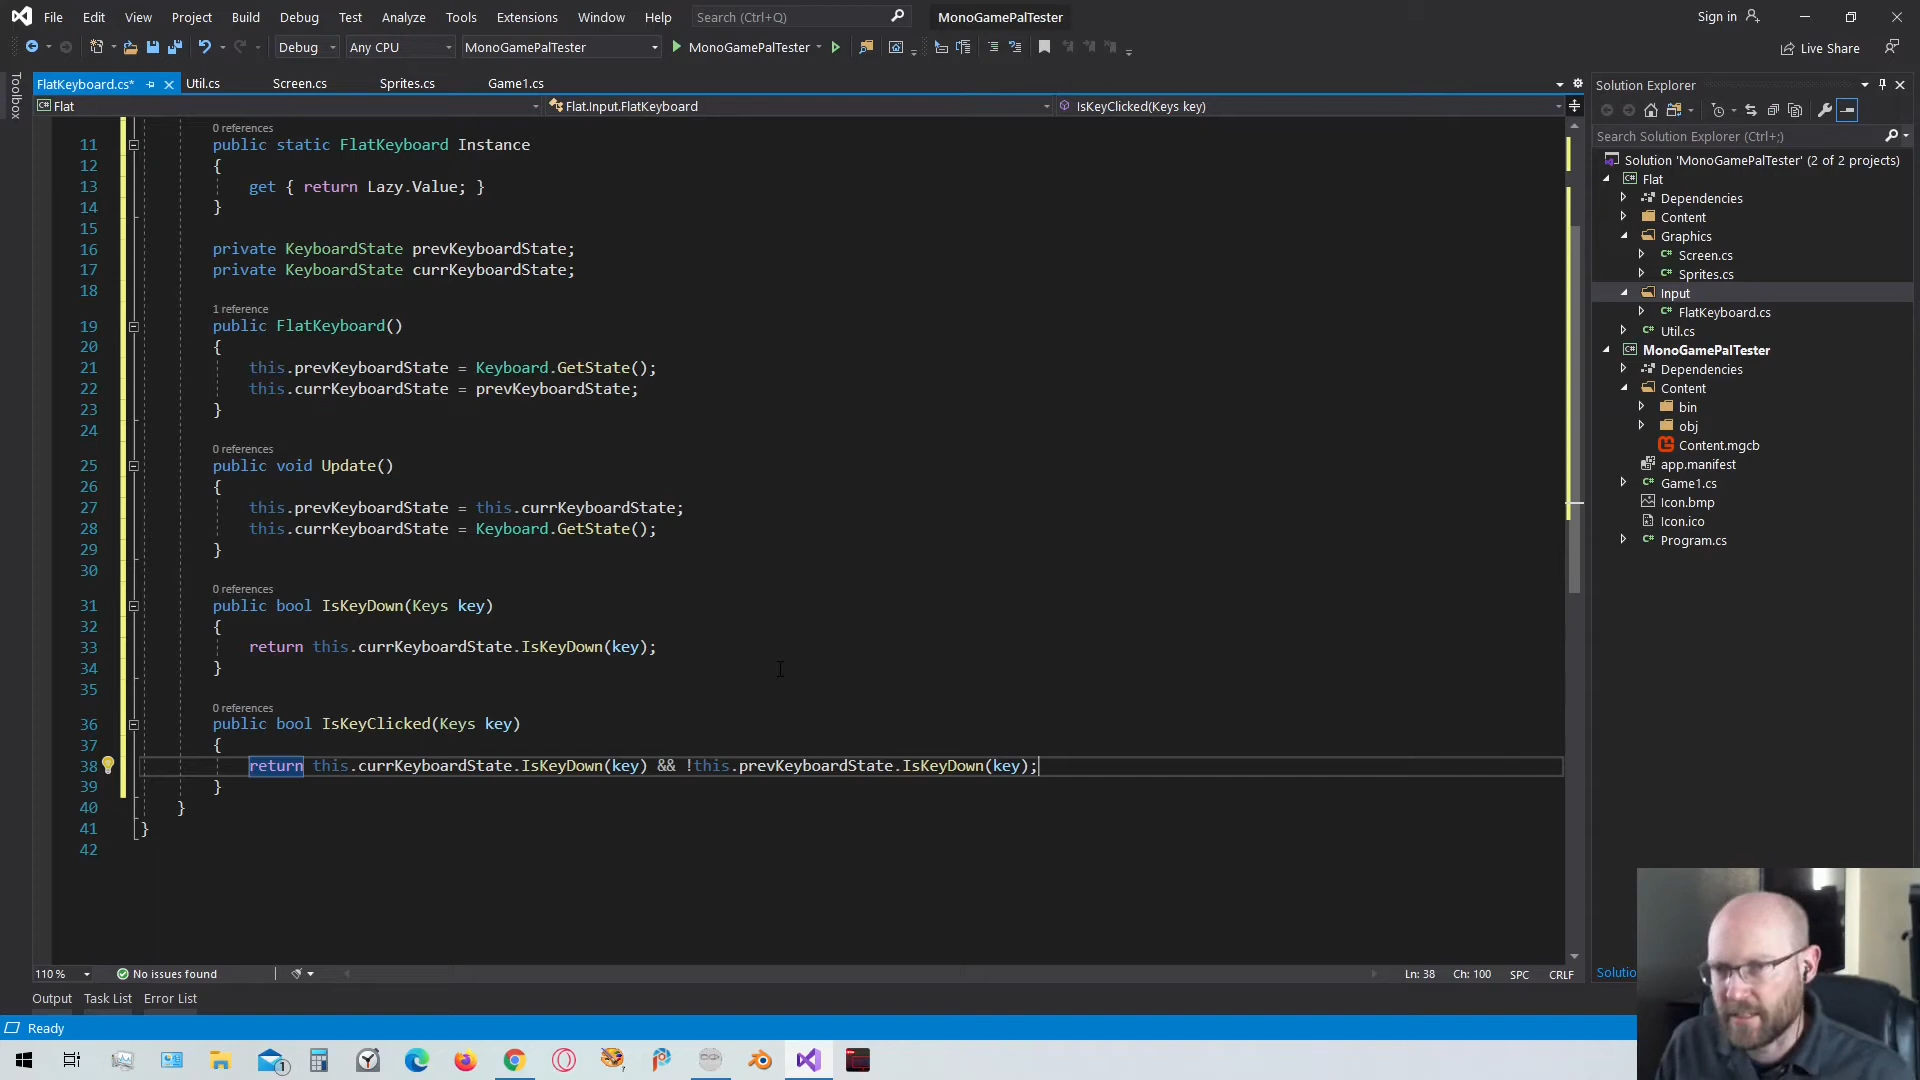 File Edit View Project Build Debug Test Analyze Tools Extensions Window Help Search (Ctrl+Q) MonoGamePalTester Sign in
Debug Any CPU MonoGamePalTester MonoGamePalTester Live Share
Toolbox
FlatKeyboard.cs* Util.cs Screen.cs Sprites.cs Game1.cs
Flat Flat.Input.FlatKeyboard IsKeyClicked(Keys key)
0 references
11 public static FlatKeyboard Instance
12 {
13 get { return Lazy.Value; }
14 }
15
16 private KeyboardState prevKeyboardState;
17 private KeyboardState currKeyboardState;
18
1 reference
19 public FlatKeyboard()
20 {
21 this.prevKeyboardState = Keyboard.GetState();
22 this.currKeyboardState = prevKeyboardState;
23 }
24
0 references
25 public void Update()
26 {
27 this.prevKeyboardState = this.currKeyboardState;
28 this.currKeyboardState = Keyboard.GetState();
29 }
30
0 references
31 public bool IsKeyDown(Keys key)
32 {
33 return this.currKeyboardState.IsKeyDown(key);
34 }
35
0 references
36 public bool IsKeyClicked(Keys key)
37 {
38 return this.currKeyboardState.IsKeyDown(key) && !this.prevKeyboardState.IsKeyDown(key);
39 }
40 }
41 }
42
110 % No issues found Ln: 38 Ch: 100 SPC CRLF
Output Task List Error List
Ready
Solution Explorer
Search Solution Explorer (Ctrl+;)
Solution 'MonoGamePalTester' (2 of 2 projects)
C# Flat
Dependencies
Content
Graphics
C# Screen.cs
C# Sprites.cs
Input
C# FlatKeyboard.cs
C# Util.cs
C# MonoGamePalTester
Dependencies
Content
bin
obj
Content.mgcb
app.manifest
C# Game1.cs
Icon.bmp
Icon.ico
C# Program.cs
Solutio
1